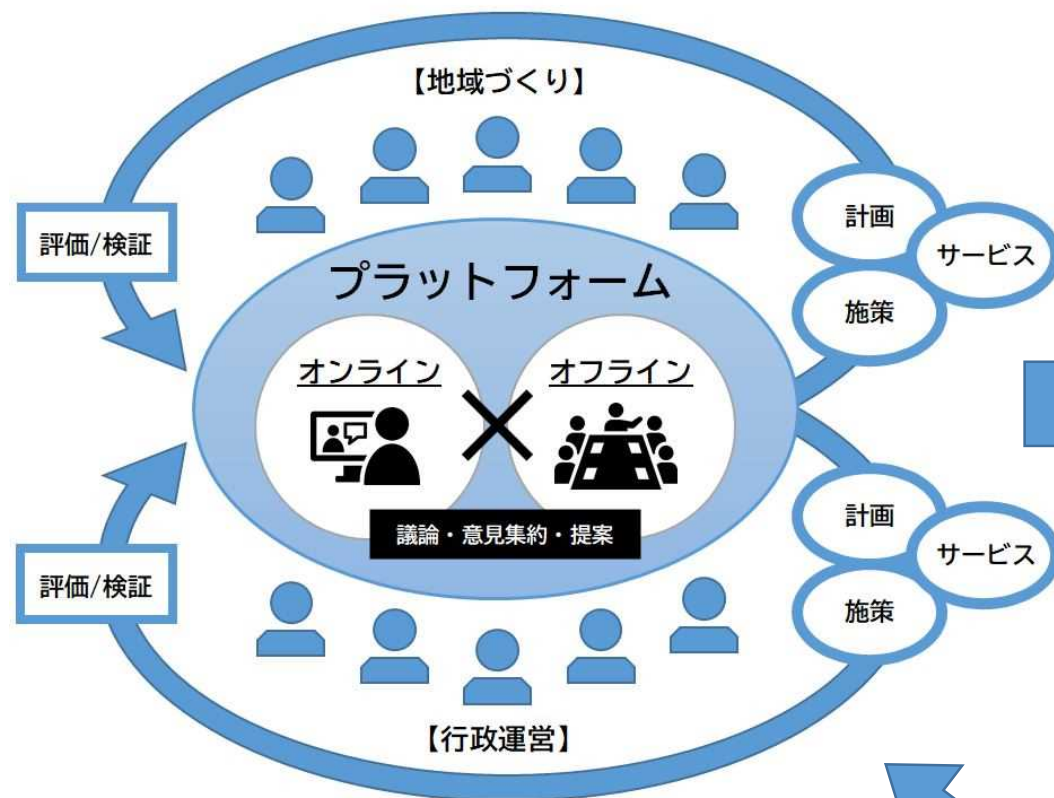 【地域づくり】
計画
サービス
施策
評価/検証
プラットフォーム
オンライン
オフライン
議論・意見集約・提案
計画
サービス
施策
評価/検証
【行政運営】